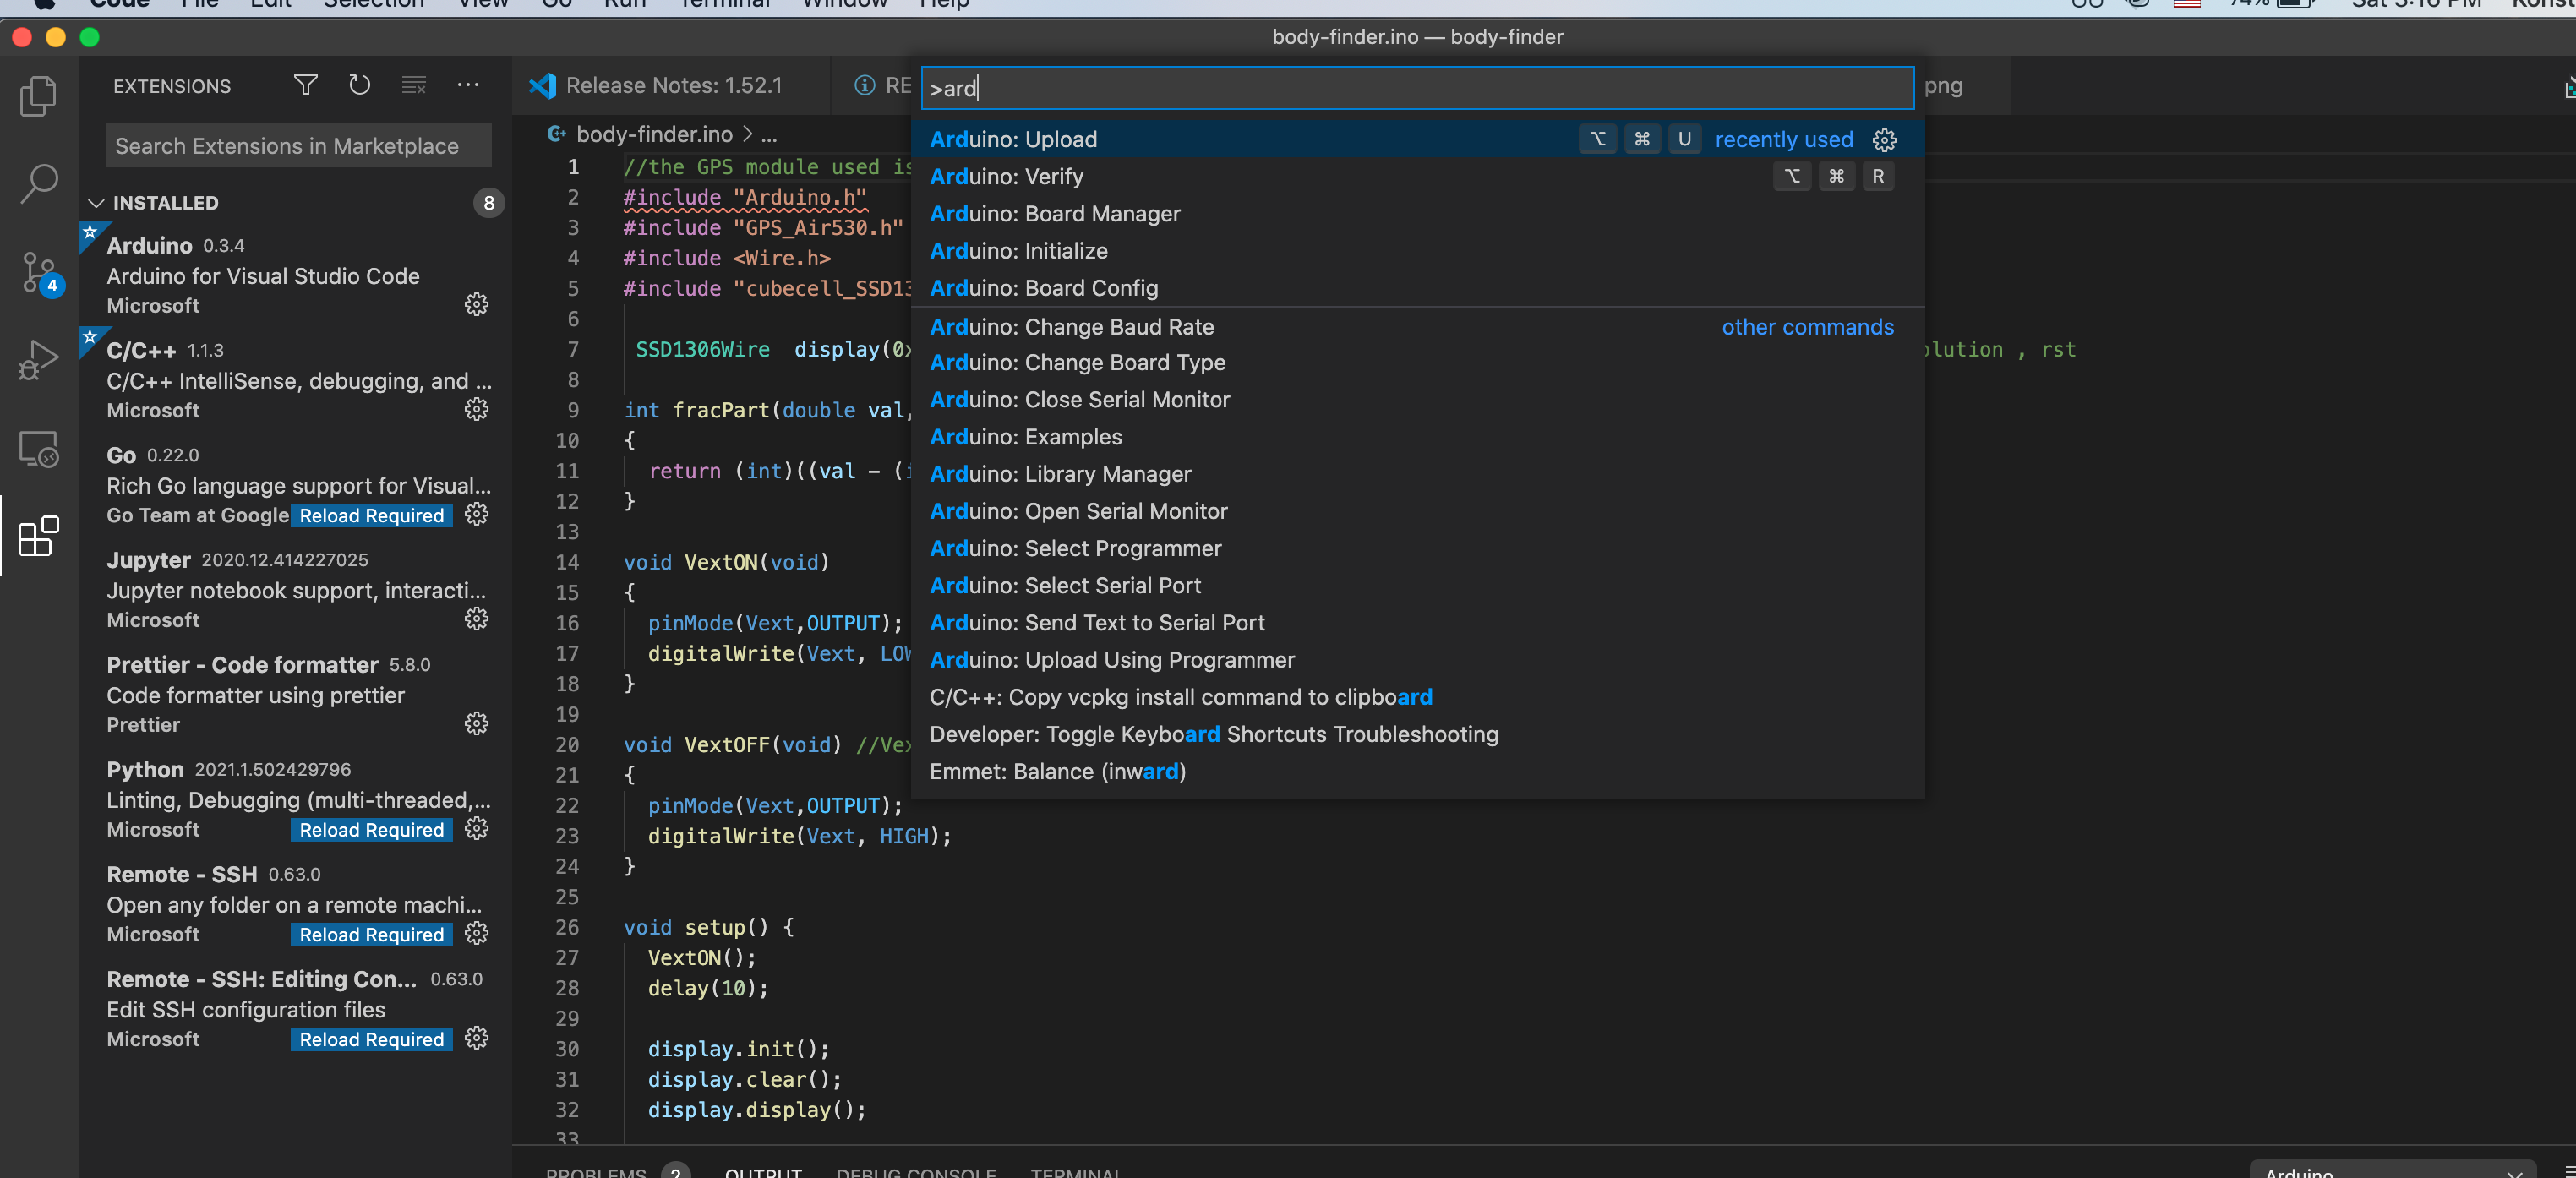 Code File Edit Selection View Go Run Terminal Window Help 74% Sat 3:16 PM
body-finder.ino — body-finder
EXTENSIONS
Search Extensions in Marketplace
INSTALLED 8
4
Arduino 0.3.4
Arduino for Visual Studio Code
Microsoft
C/C++ 1.1.3
C/C++ IntelliSense, debugging, and ...
Microsoft
Go 0.22.0
Rich Go language support for Visual...
Go Team at Google Reload Required
Jupyter 2020.12.414227025
Jupyter notebook support, interacti...
Microsoft
Prettier - Code formatter 5.8.0
Code formatter using prettier
Prettier
Python 2021.1.502429796
Linting, Debugging (multi-threaded,...
Microsoft Reload Required
Remote - SSH 0.63.0
Open any folder on a remote machi...
Microsoft Reload Required
Remote - SSH: Editing Con... 0.63.0
Edit SSH configuration files
Microsoft Reload Required
Release Notes: 1.52.1 RE png
>ard
Arduino: Upload ⌥ ⌘ U recently used
Arduino: Verify ⌥ ⌘ R
Arduino: Board Manager
Arduino: Initialize
Arduino: Board Config
Arduino: Change Baud Rate other commands
Arduino: Change Board Type
Arduino: Close Serial Monitor
Arduino: Examples
Arduino: Library Manager
Arduino: Open Serial Monitor
Arduino: Select Programmer
Arduino: Select Serial Port
Arduino: Send Text to Serial Port
Arduino: Upload Using Programmer
C/C++: Copy vcpkg install command to clipboard
Developer: Toggle Keyboard Shortcuts Troubleshooting
Emmet: Balance (inward)
body-finder.ino > ...
1 //the GPS module used is
2 #include "Arduino.h"
3 #include "GPS_Air530.h"
4 #include <Wire.h>
5 #include "cubecell_SSD13
6
7 SSD1306Wire display(0x lution , rst
8
9 int fracPart(double val,
10 {
11 return (int)((val - (i
12 }
13
14 void VextON(void)
15 {
16 pinMode(Vext,OUTPUT);
17 digitalWrite(Vext, LOW
18 }
19
20 void VextOFF(void) //Vex
21 {
22 pinMode(Vext,OUTPUT);
23 digitalWrite(Vext, HIGH);
24 }
25
26 void setup() {
27 VextON();
28 delay(10);
29
30 display.init();
31 display.clear();
32 display.display();
33
PROBLEMS 2 OUTPUT DEBUG CONSOLE TERMINAL Arduino